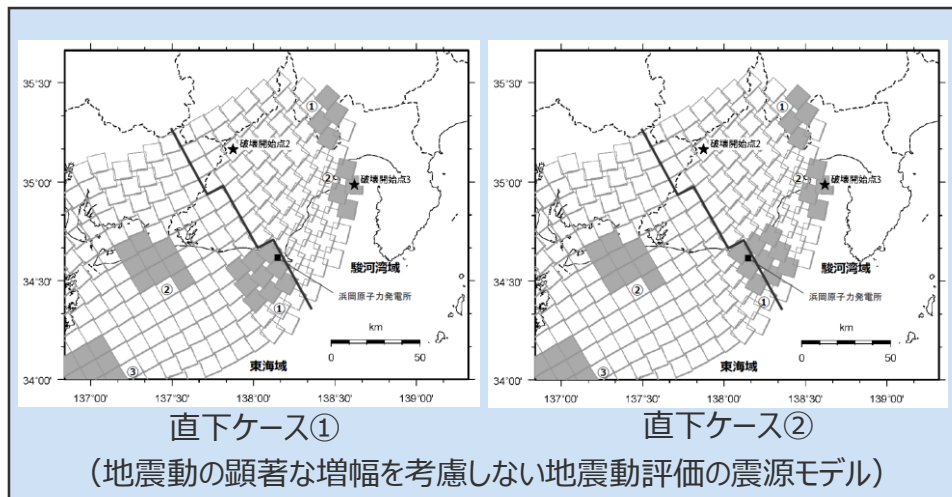 35°30'
35°00'
34°30'
34°00'
137°00'
137°30'
138°00'
138°30'
139°00'
①
破壊開始点2
②
破壊開始点3
駿河湾域
浜岡原子力発電所
②
①
km
0
50
東海域
③
直下ケース①
35°30'
35°00'
34°30'
34°00'
137°00'
137°30'
138°00'
138°30'
139°00'
①
破壊開始点2
②
破壊開始点3
駿河湾域
浜岡原子力発電所
②
①
km
0
50
東海域
③
直下ケース②
（地震動の顕著な増幅を考慮しない地震動評価の震源モデル）